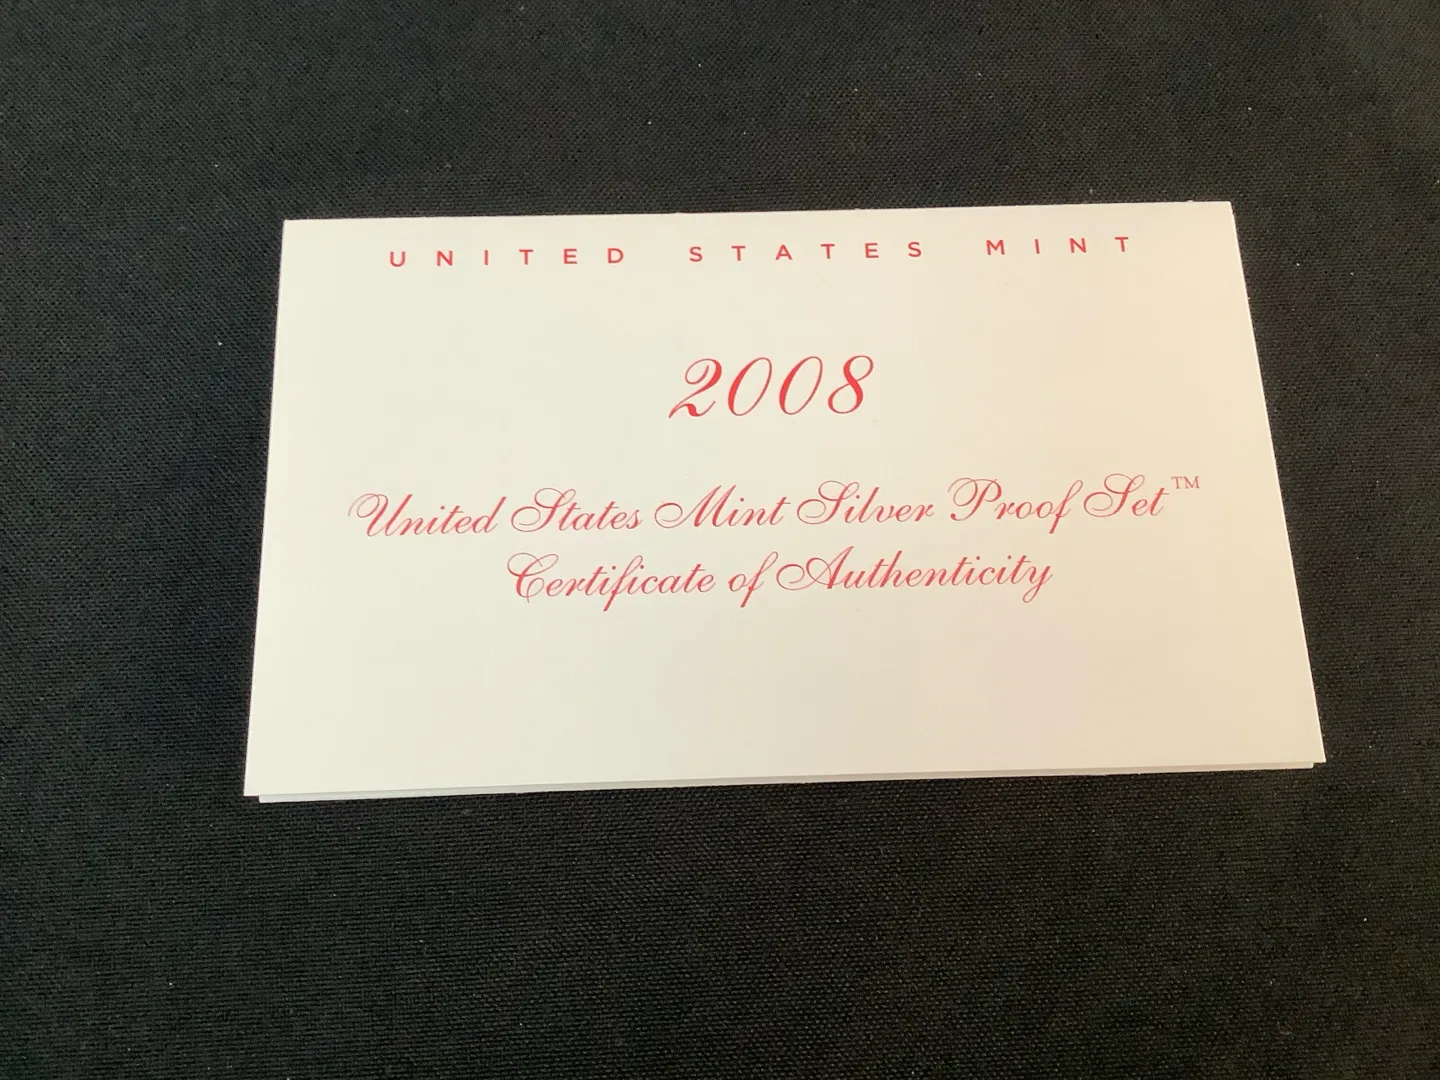 UNITED STATES MINT
2008
United States Mint Silver Proof Set™
Certificate of Authenticity